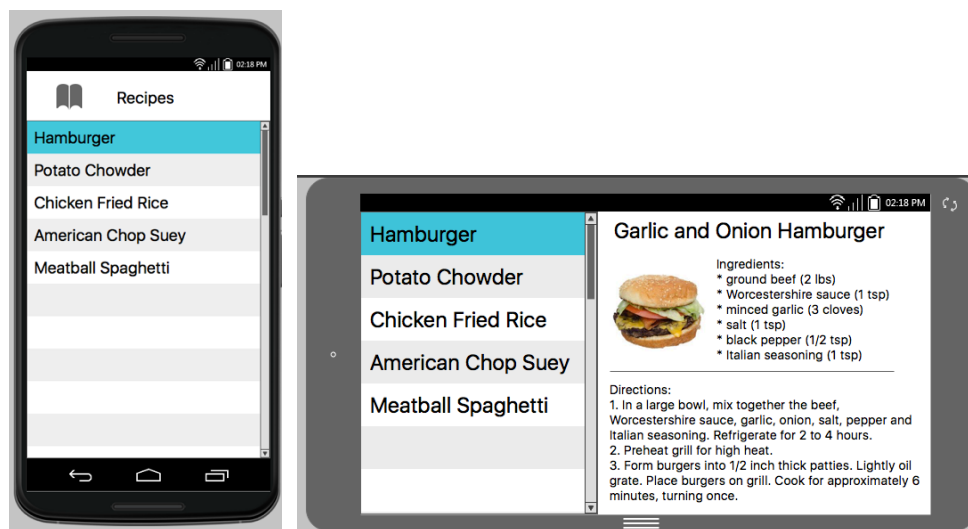 02:18 PM
Recipes
Hamburger
Potato Chowder
Chicken Fried Rice
American Chop Suey
Meatball Spaghetti
02:18 PM
Hamburger
Potato Chowder
Chicken Fried Rice
American Chop Suey
Meatball Spaghetti
Garlic and Onion Hamburger
Ingredients:
* ground beef (2 lbs)
* Worcestershire sauce (1 tsp)
* minced garlic (3 cloves)
* salt (1 tsp)
* black pepper (1/2 tsp)
* Italian seasoning (1 tsp)
Directions:
1. In a large bowl, mix together the beef,
Worcestershire sauce, garlic, onion, salt, pepper and
Italian seasoning. Refrigerate for 2 to 4 hours.
2. Preheat grill for high heat.
3. Form burgers into 1/2 inch thick patties. Lightly oil
grate. Place burgers on grill. Cook for approximately 6
minutes, turning once.